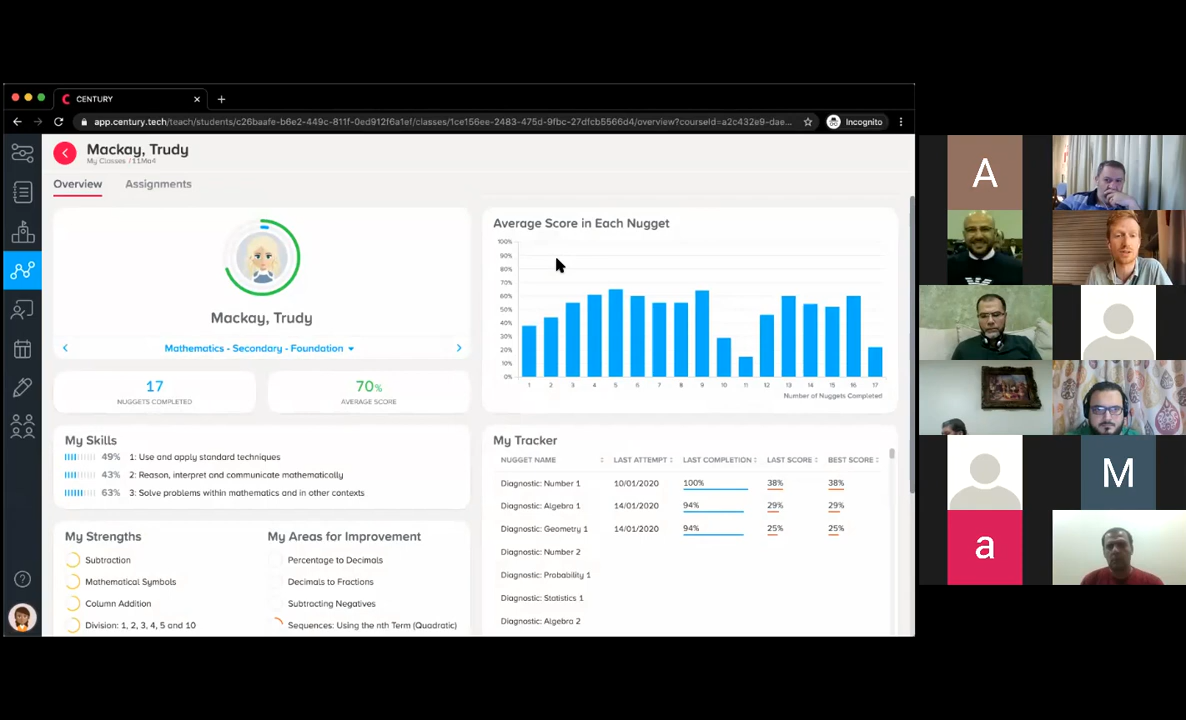 CENTURY
app.century.tech/teach/students/c26baafe-b6e2-449c-811f-0ed912f6a1ef/classes/1ce156ee-2483-475d-9fbc-27dfcb5566d4/overview?courseId=a2c432e9-dae...
Incognito
Mackay, Trudy
My Classes / 11Ma4
Overview
Assignments
Mackay, Trudy
Mathematics - Secondary - Foundation
17
NUGGETS COMPLETED
70%
AVERAGE SCORE
Average Score in Each Nugget
100%
90%
80%
70%
60%
50%
40%
30%
20%
10%
0%
1 2 3 4 5 6 7 8 9 10 11 12 13 14 15 16 17
Number of Nuggets Completed
My Skills
49% 1: Use and apply standard techniques
43% 2: Reason, interpret and communicate mathematically
63% 3: Solve problems within mathematics and in other contexts
My Strengths
Subtraction
Mathematical Symbols
Column Addition
Division: 1, 2, 3, 4, 5 and 10
My Areas for Improvement
Percentage to Decimals
Decimals to Fractions
Subtracting Negatives
Sequences: Using the nth Term (Quadratic)
My Tracker
NUGGET NAME LAST ATTEMPT LAST COMPLETION LAST SCORE BEST SCORE
Diagnostic: Number 1 10/01/2020 100% 38% 38%
Diagnostic: Algebra 1 14/01/2020 94% 29% 29%
Diagnostic: Geometry 1 14/01/2020 94% 25% 25%
Diagnostic: Number 2
Diagnostic: Probability 1
Diagnostic: Statistics 1
Diagnostic: Algebra 2
A
M
a